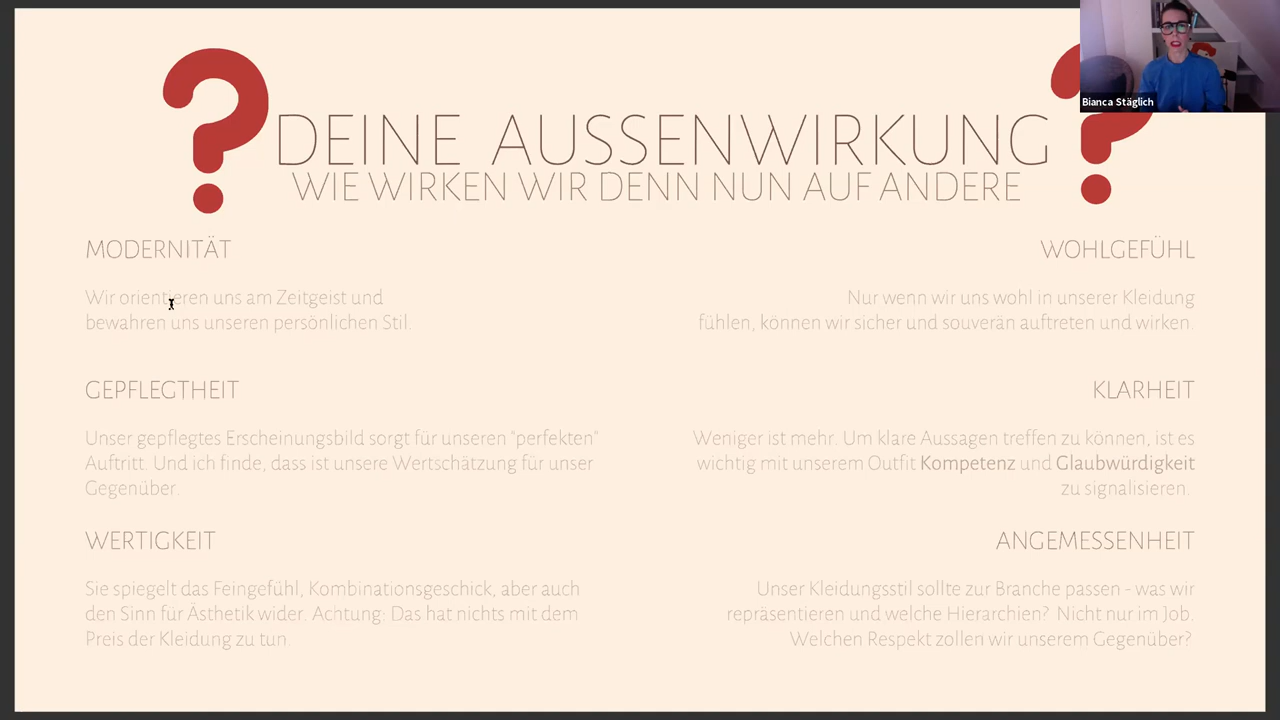 Bianca Stäglich
? DEINE AUSSENWIRKUNG ?
WIE WIRKEN WIR DENN NUN AUF ANDERE
MODERNITÄT
Wir orientieren uns am Zeitgeist und
bewahren uns unseren persönlichen Stil.
WOHLGEFÜHL
Nur wenn wir uns wohl in unserer Kleidung
fühlen, können wir sicher und souverän auftreten und wirken.
GEPFLEGTHEIT
Unser gepflegtes Erscheinungsbild sorgt für unseren "perfekten"
Auftritt. Und ich finde, dass ist unsere Wertschätzung für unser
Gegenüber.
KLARHEIT
Weniger ist mehr. Um klare Aussagen treffen zu können, ist es
wichtig mit unserem Outfit Kompetenz und Glaubwürdigkeit
zu signalisieren.
WERTIGKEIT
Sie spiegelt das Feingefühl, Kombinationsgeschick, aber auch
den Sinn für Ästhetik wider. Achtung: Das hat nichts mit dem
Preis der Kleidung zu tun.
ANGEMESSENHEIT
Unser Kleidungsstil sollte zur Branche passen - was wir
repräsentieren und welche Hierarchien? Nicht nur im Job.
Welchen Respekt zollen wir unserem Gegenüber?